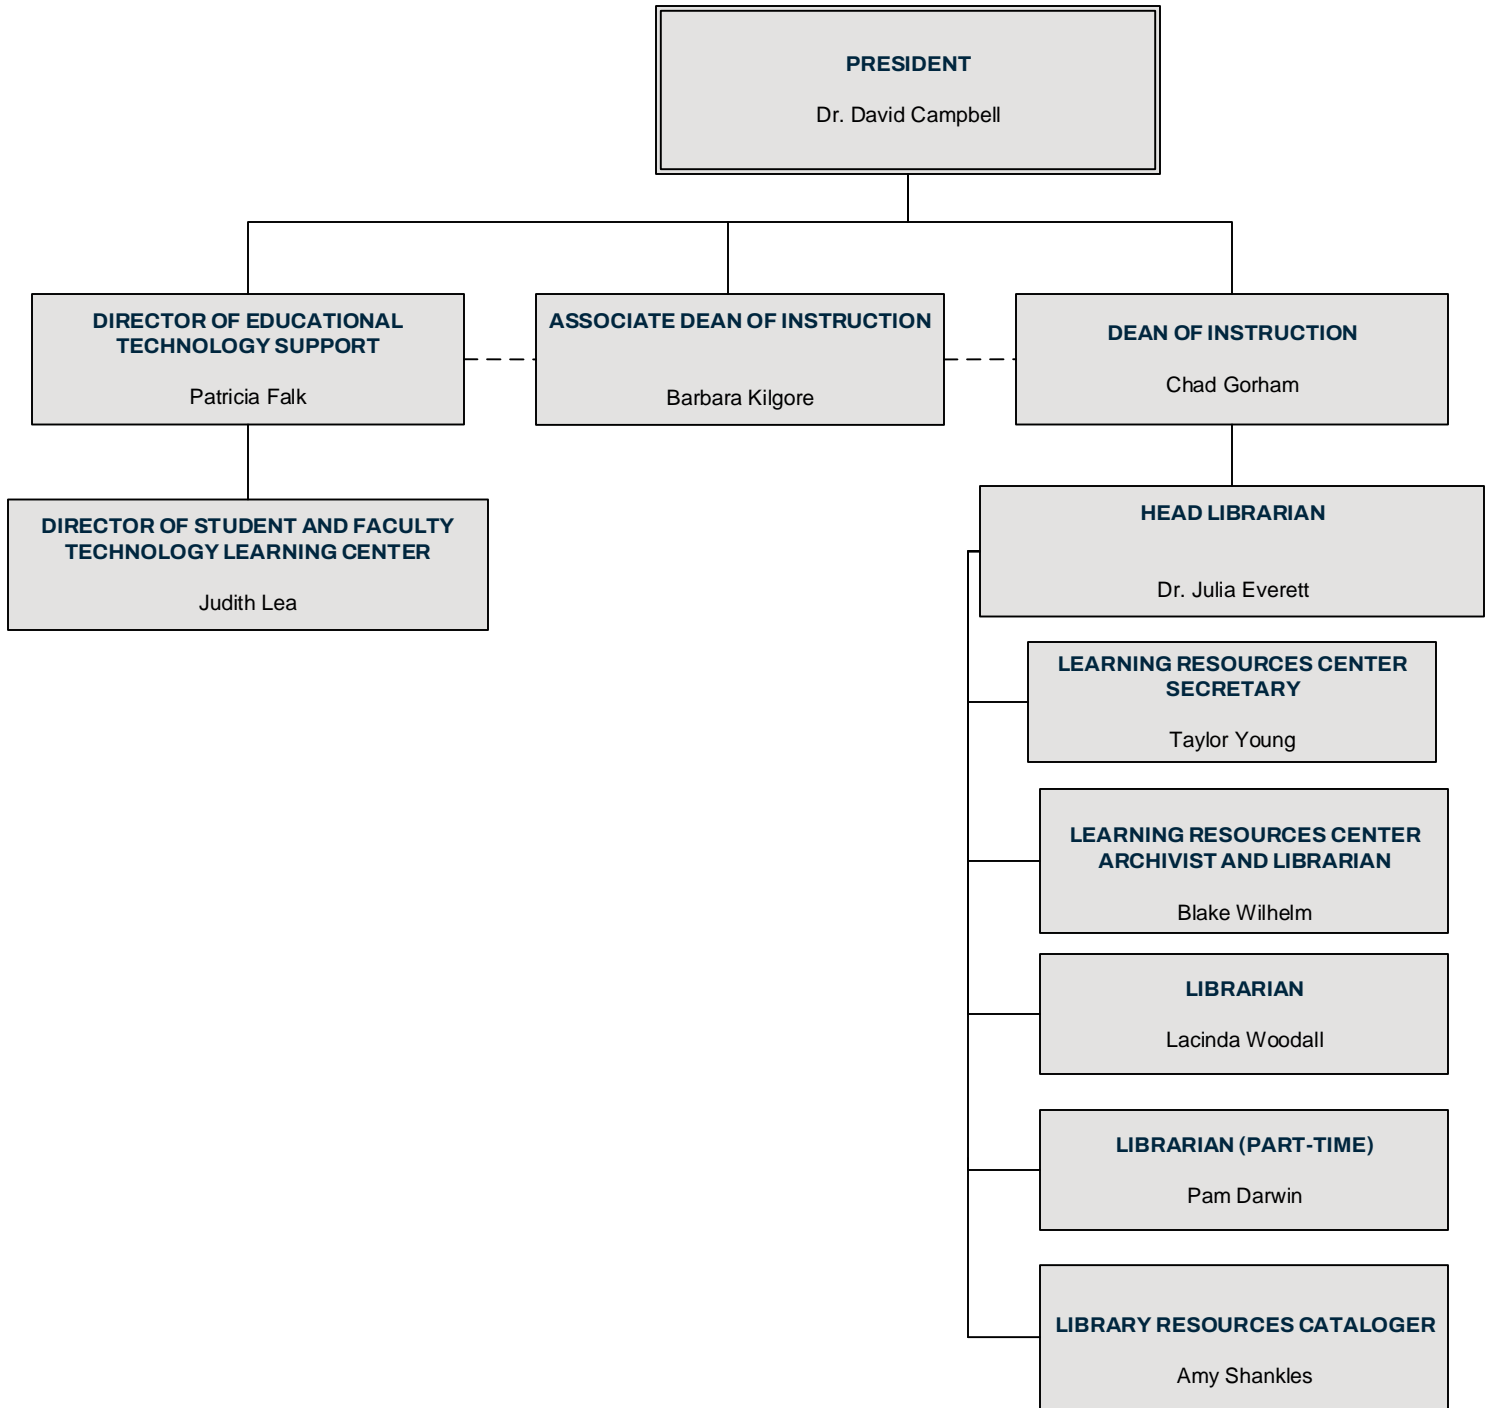 PRESIDENT
Dr. David Campbell
DIRECTOR OF EDUCATIONAL
TECHNOLOGY SUPPORT
Patricia Falk
ASSOCIATE DEAN OF INSTRUCTION
Barbara Kilgore
DEAN OF INSTRUCTION
Chad Gorham
DIRECTOR OF STUDENT AND FACULTY
TECHNOLOGY LEARNING CENTER
Judith Lea
HEAD LIBRARIAN
Dr. Julia Everett
LEARNING RESOURCES CENTER
SECRETARY
Taylor Young
LEARNING RESOURCES CENTER
ARCHIVIST AND LIBRARIAN
Blake Wilhelm
LIBRARIAN
Lacinda Woodall
LIBRARIAN (PART-TIME)
Pam Darwin
LIBRARY RESOURCES CATALOGER
Amy Shankles